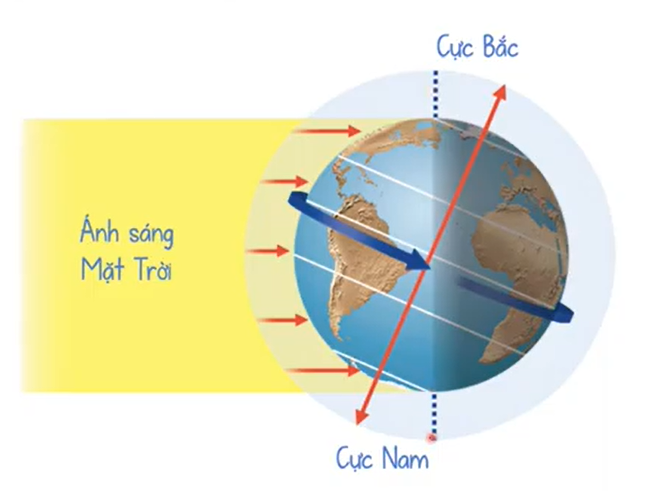 Cực Bắc
Ánh sáng
Mặt Trời
Cực Nam